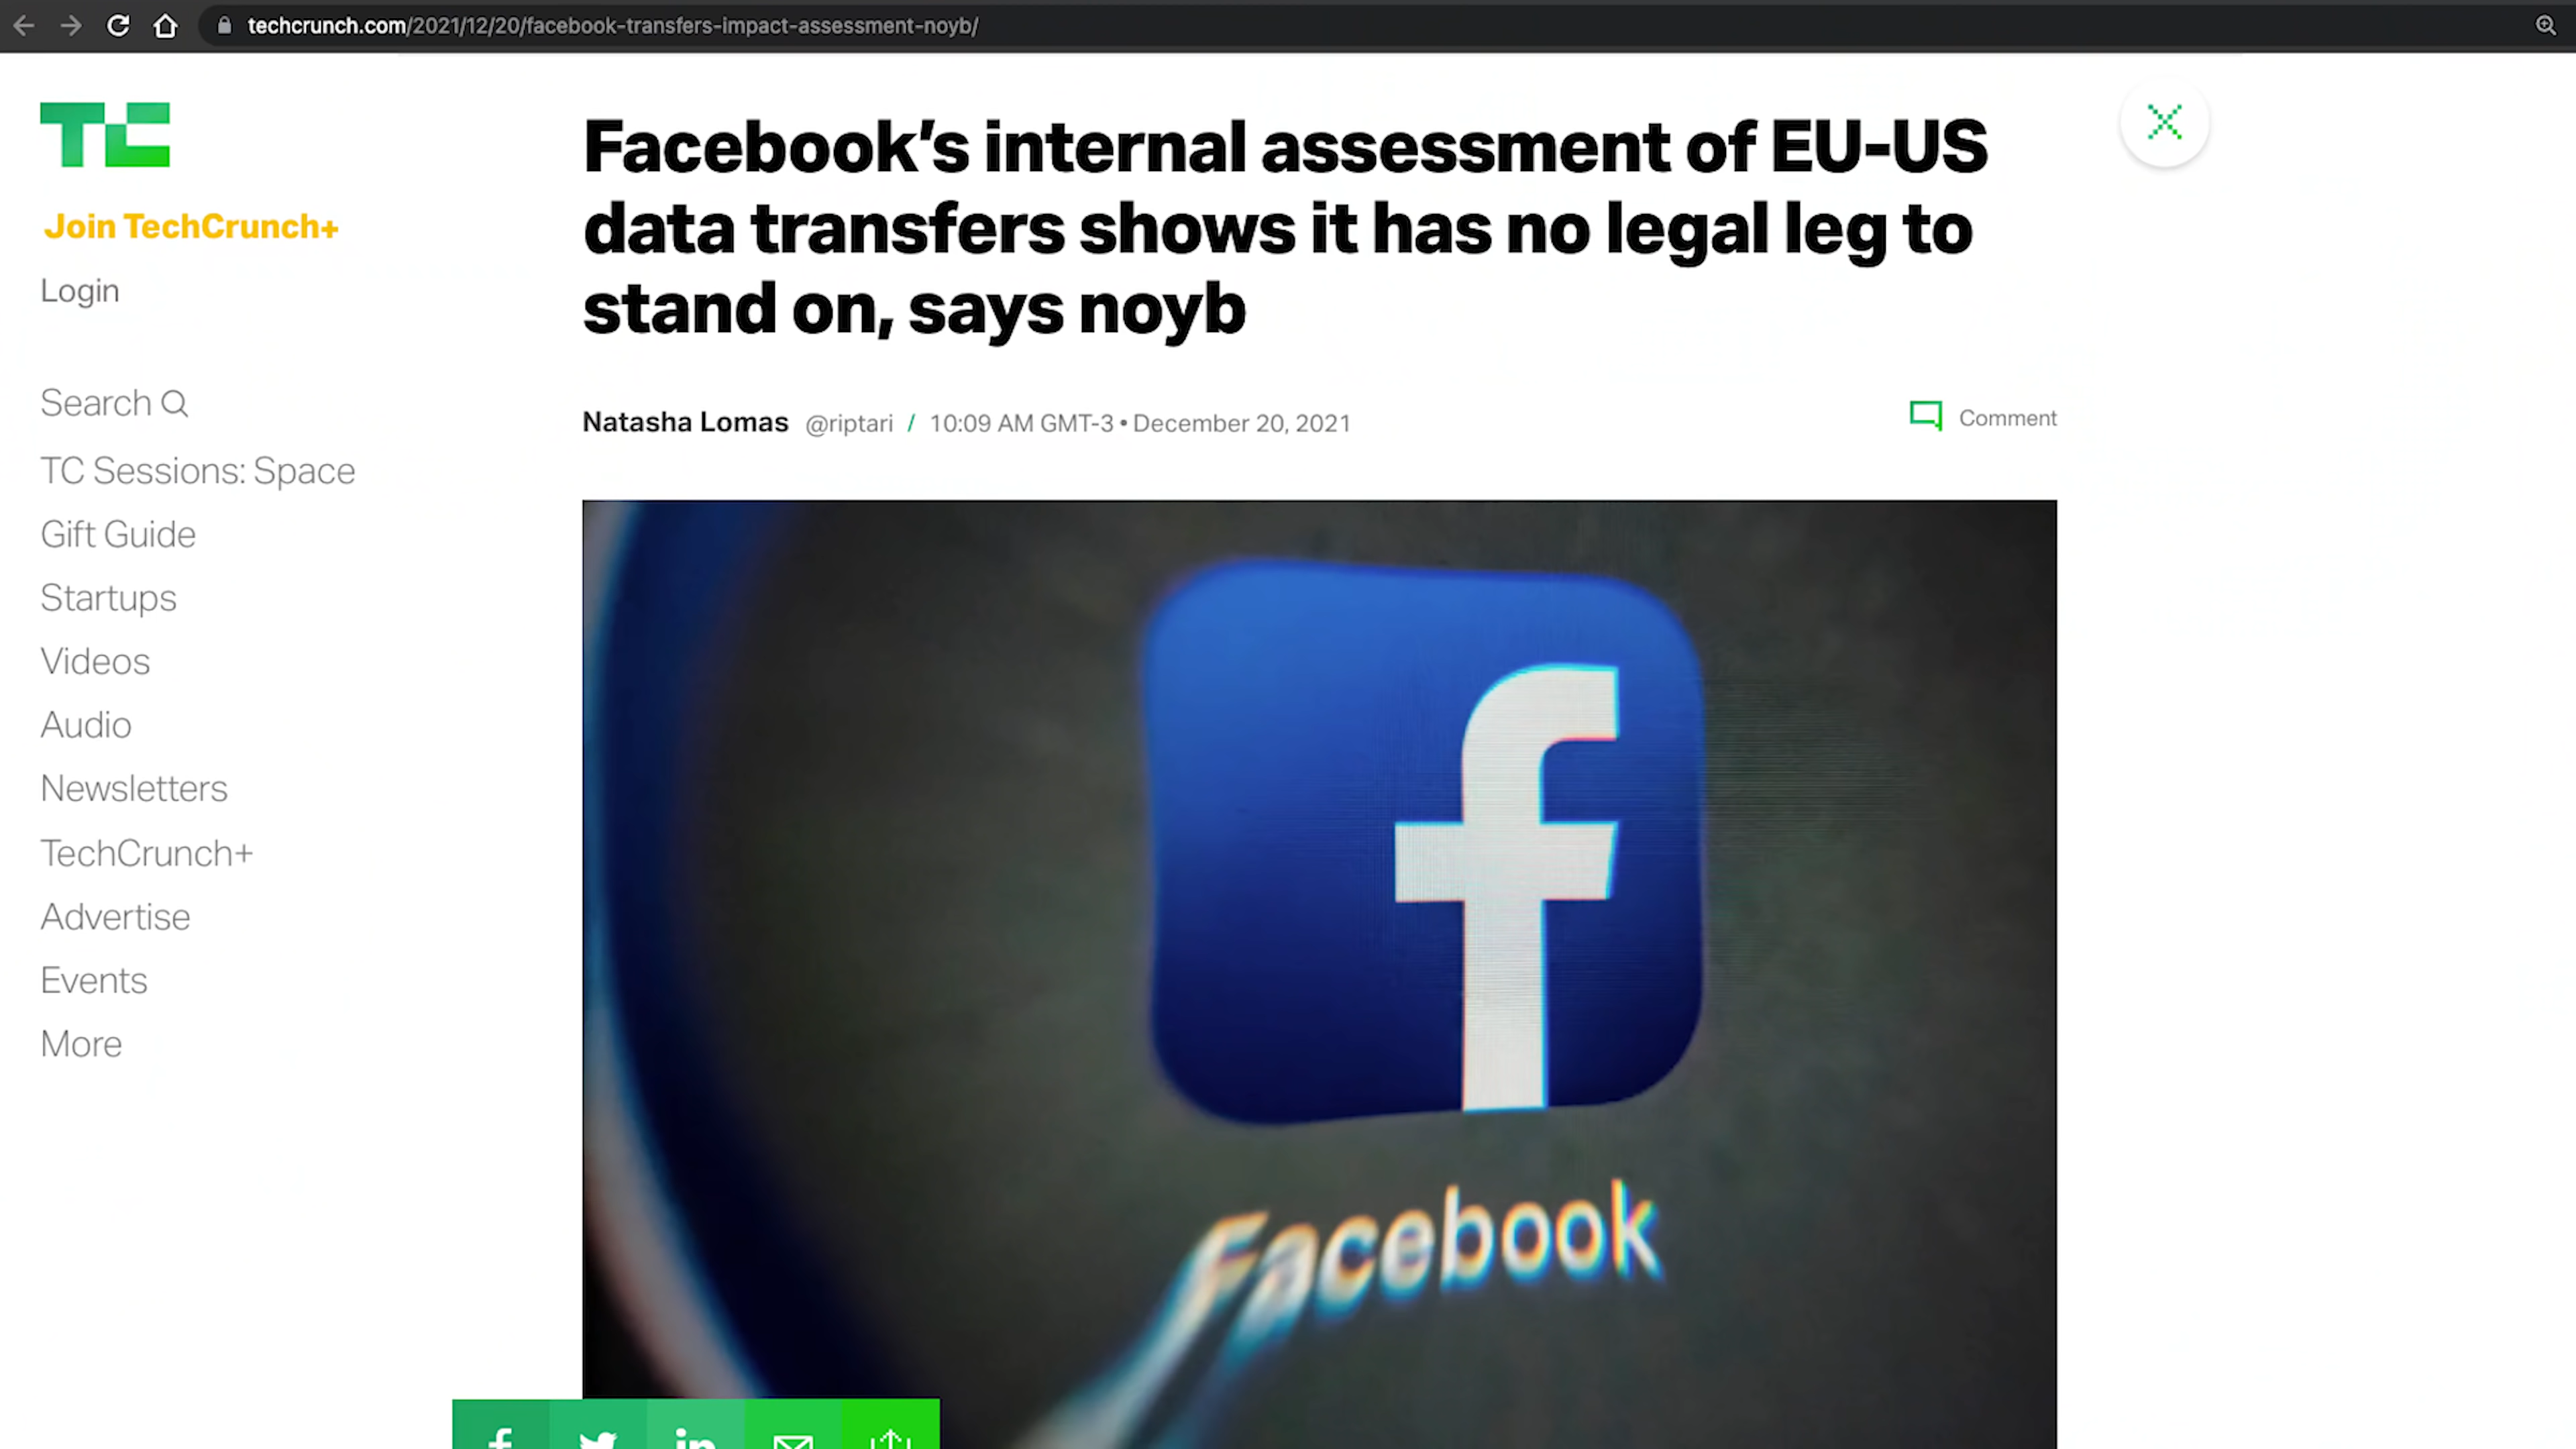 techcrunch.com/2021/12/20/facebook-transfers-impact-assessment-noyb/
TC
Join TechCrunch+
Login
Search
TC Sessions: Space
Gift Guide
Startups
Videos
Audio
Newsletters
TechCrunch+
Advertise
Events
More
Facebook's internal assessment of EU-US
data transfers shows it has no legal leg to
stand on, says noyb
Natasha Lomas @riptari / 10:09 AM GMT-3 • December 20, 2021
Comment
f
Facebook
f
in